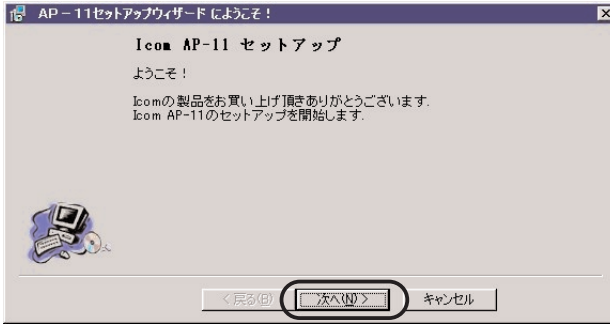 AP－11セットアップウィザード にようこそ！
Icom AP-11 セットアップ
ようこそ！
Icomの製品をお買い上げ頂きありがとうございます.
Icom AP-11のセットアップを開始します.
< 戻る(B) 次へ(N) > キャンセル